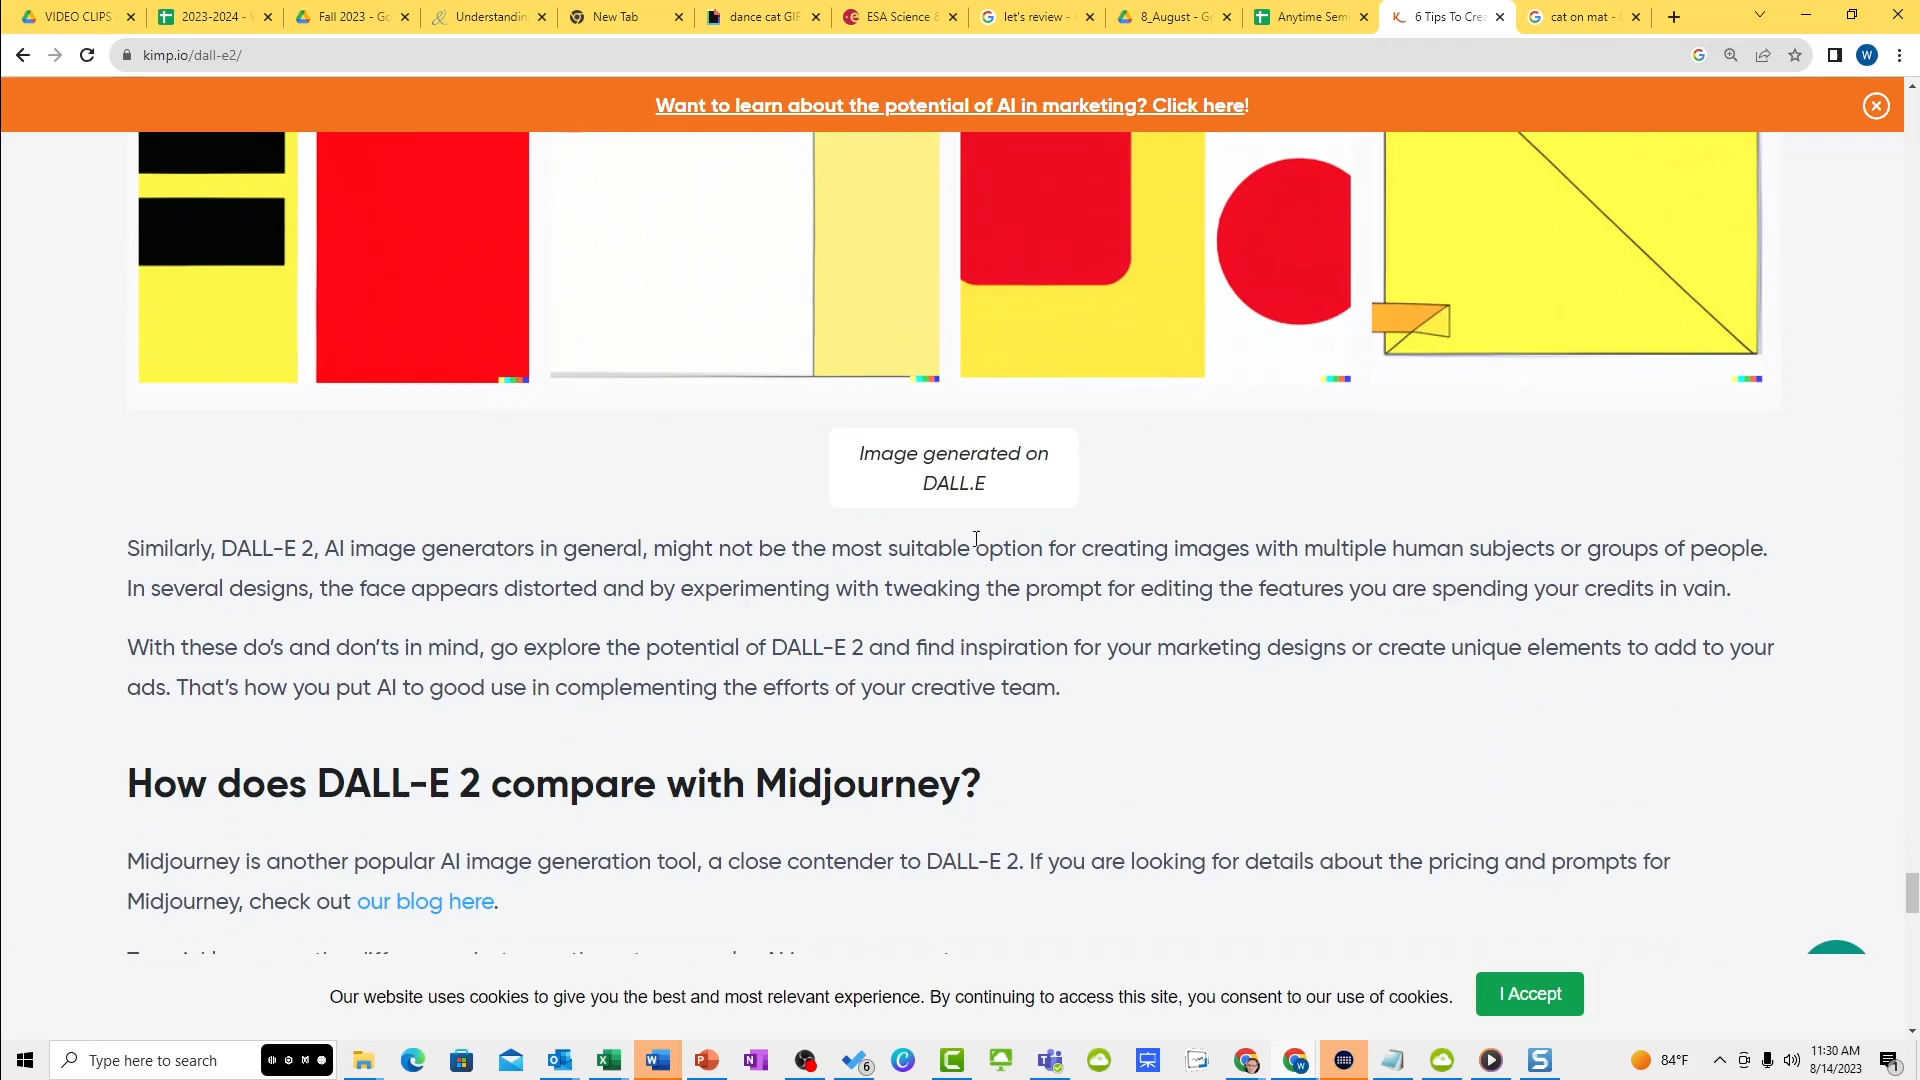 VIDEO CLIPS
2023-2024 -
Fall 2023 - Go
Understandin
New Tab
dance cat GIF
ESA Science &
let's review -
8_August - Go
Anytime Sem
6 Tips To Cre
cat on mat -
kimp.io/dall-e2/
W
Want to learn about the potential of AI in marketing? Click here!
Image generated on
DALL.E
Similarly, DALL-E 2, AI image generators in general, might not be the most suitable option for creating images with multiple human subjects or groups of people.
In several designs, the face appears distorted and by experimenting with tweaking the prompt for editing the features you are spending your credits in vain.
With these do's and don'ts in mind, go explore the potential of DALL-E 2 and find inspiration for your marketing designs or create unique elements to add to your
ads. That's how you put AI to good use in complementing the efforts of your creative team.
How does DALL-E 2 compare with Midjourney?
Midjourney is another popular AI image generation tool, a close contender to DALL-E 2. If you are looking for details about the pricing and prompts for
Midjourney, check out our blog here.
Our website uses cookies to give you the best and most relevant experience. By continuing to access this site, you consent to our use of cookies.
I Accept
Type here to search
6
84°F
11:30 AM
8/14/2023
1